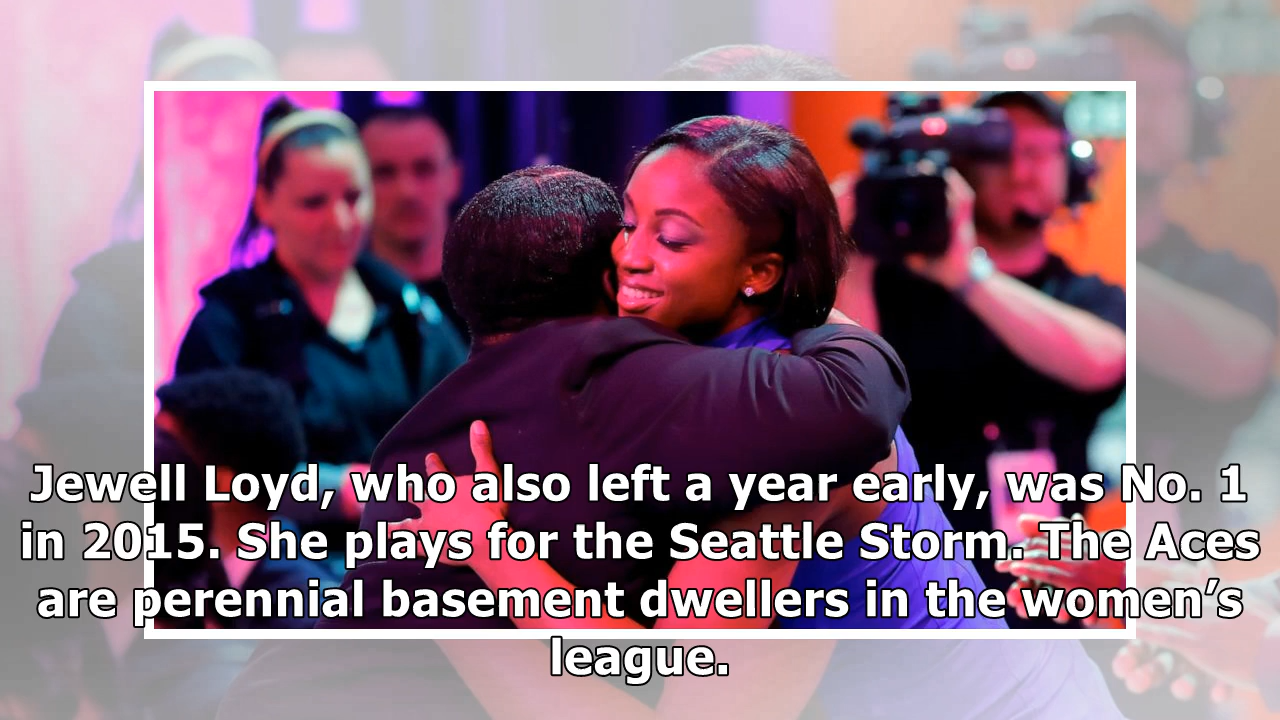 Jewell Loyd, who also left a year early, was No. 1
in 2015. She plays for the Seattle Storm. The Aces
are perennial basement dwellers in the women’s
league.